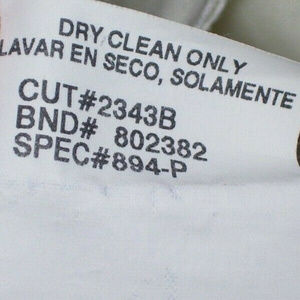 DRY CLEAN ONLY
LAVAR EN SECO, SOLAMENTE
CUT#2343B
BND# 802382
SPEC#894-P